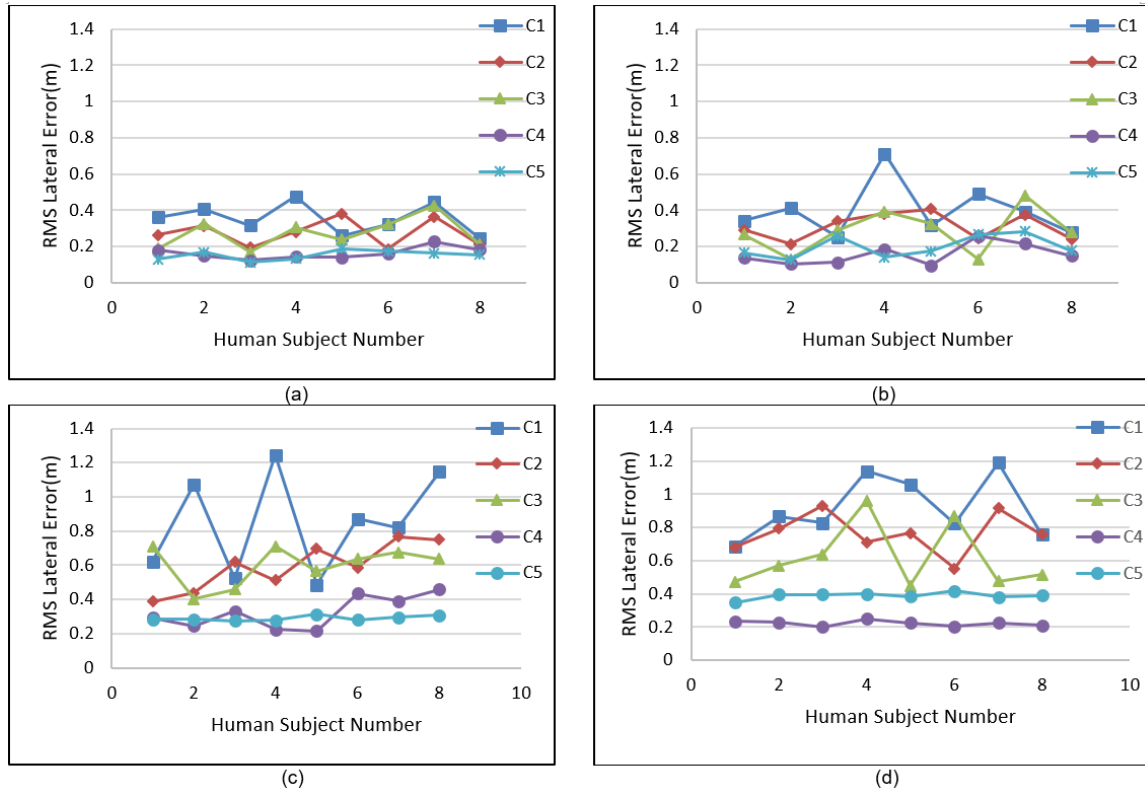 1.4
1.2
1
0.8
0.6
0.4
0.2
0
RMS Lateral Error(m)
0 2 4 6 8
Human Subject Number
C1
C2
C3
C4
C5
(a)
1.4
1.2
1
0.8
0.6
0.4
0.2
0
RMS Lateral Error(m)
0 2 4 6 8
Human Subject Number
C1
C2
C3
C4
C5
(b)
1.4
1.2
1
0.8
0.6
0.4
0.2
0
RMS Lateral Error(m)
0 2 4 6 8 10
Human Subject Number
C1
C2
C3
C4
C5
(c)
1.4
1.2
1
0.8
0.6
0.4
0.2
0
RMS Lateral Error(m)
0 2 4 6 8 10
Human Subject Number
C1
C2
C3
C4
C5
(d)